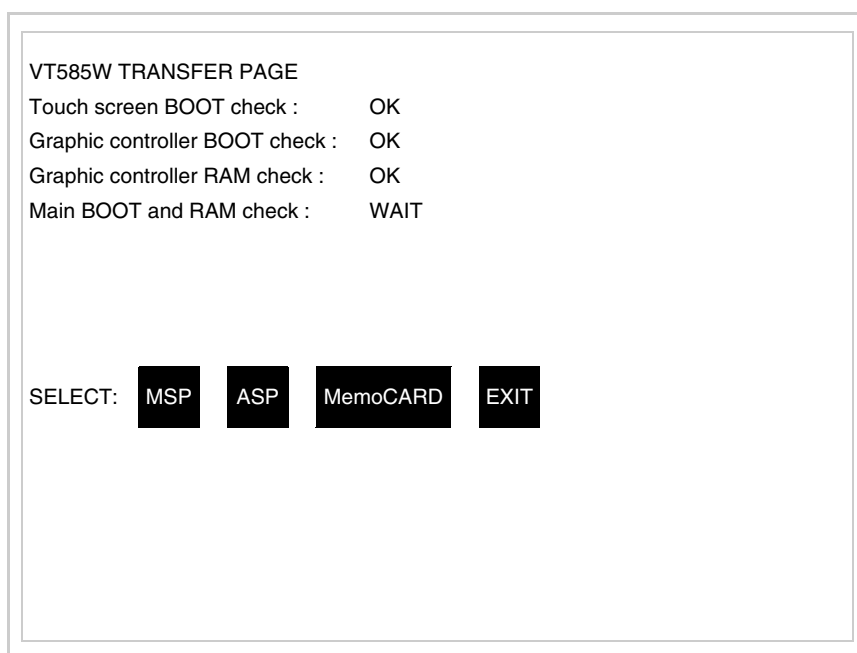 VT585W TRANSFER PAGE
Touch screen BOOT check : OK
Graphic controller BOOT check : OK
Graphic controller RAM check : OK
Main BOOT and RAM check : WAIT
SELECT: MSP ASP MemoCARD EXIT